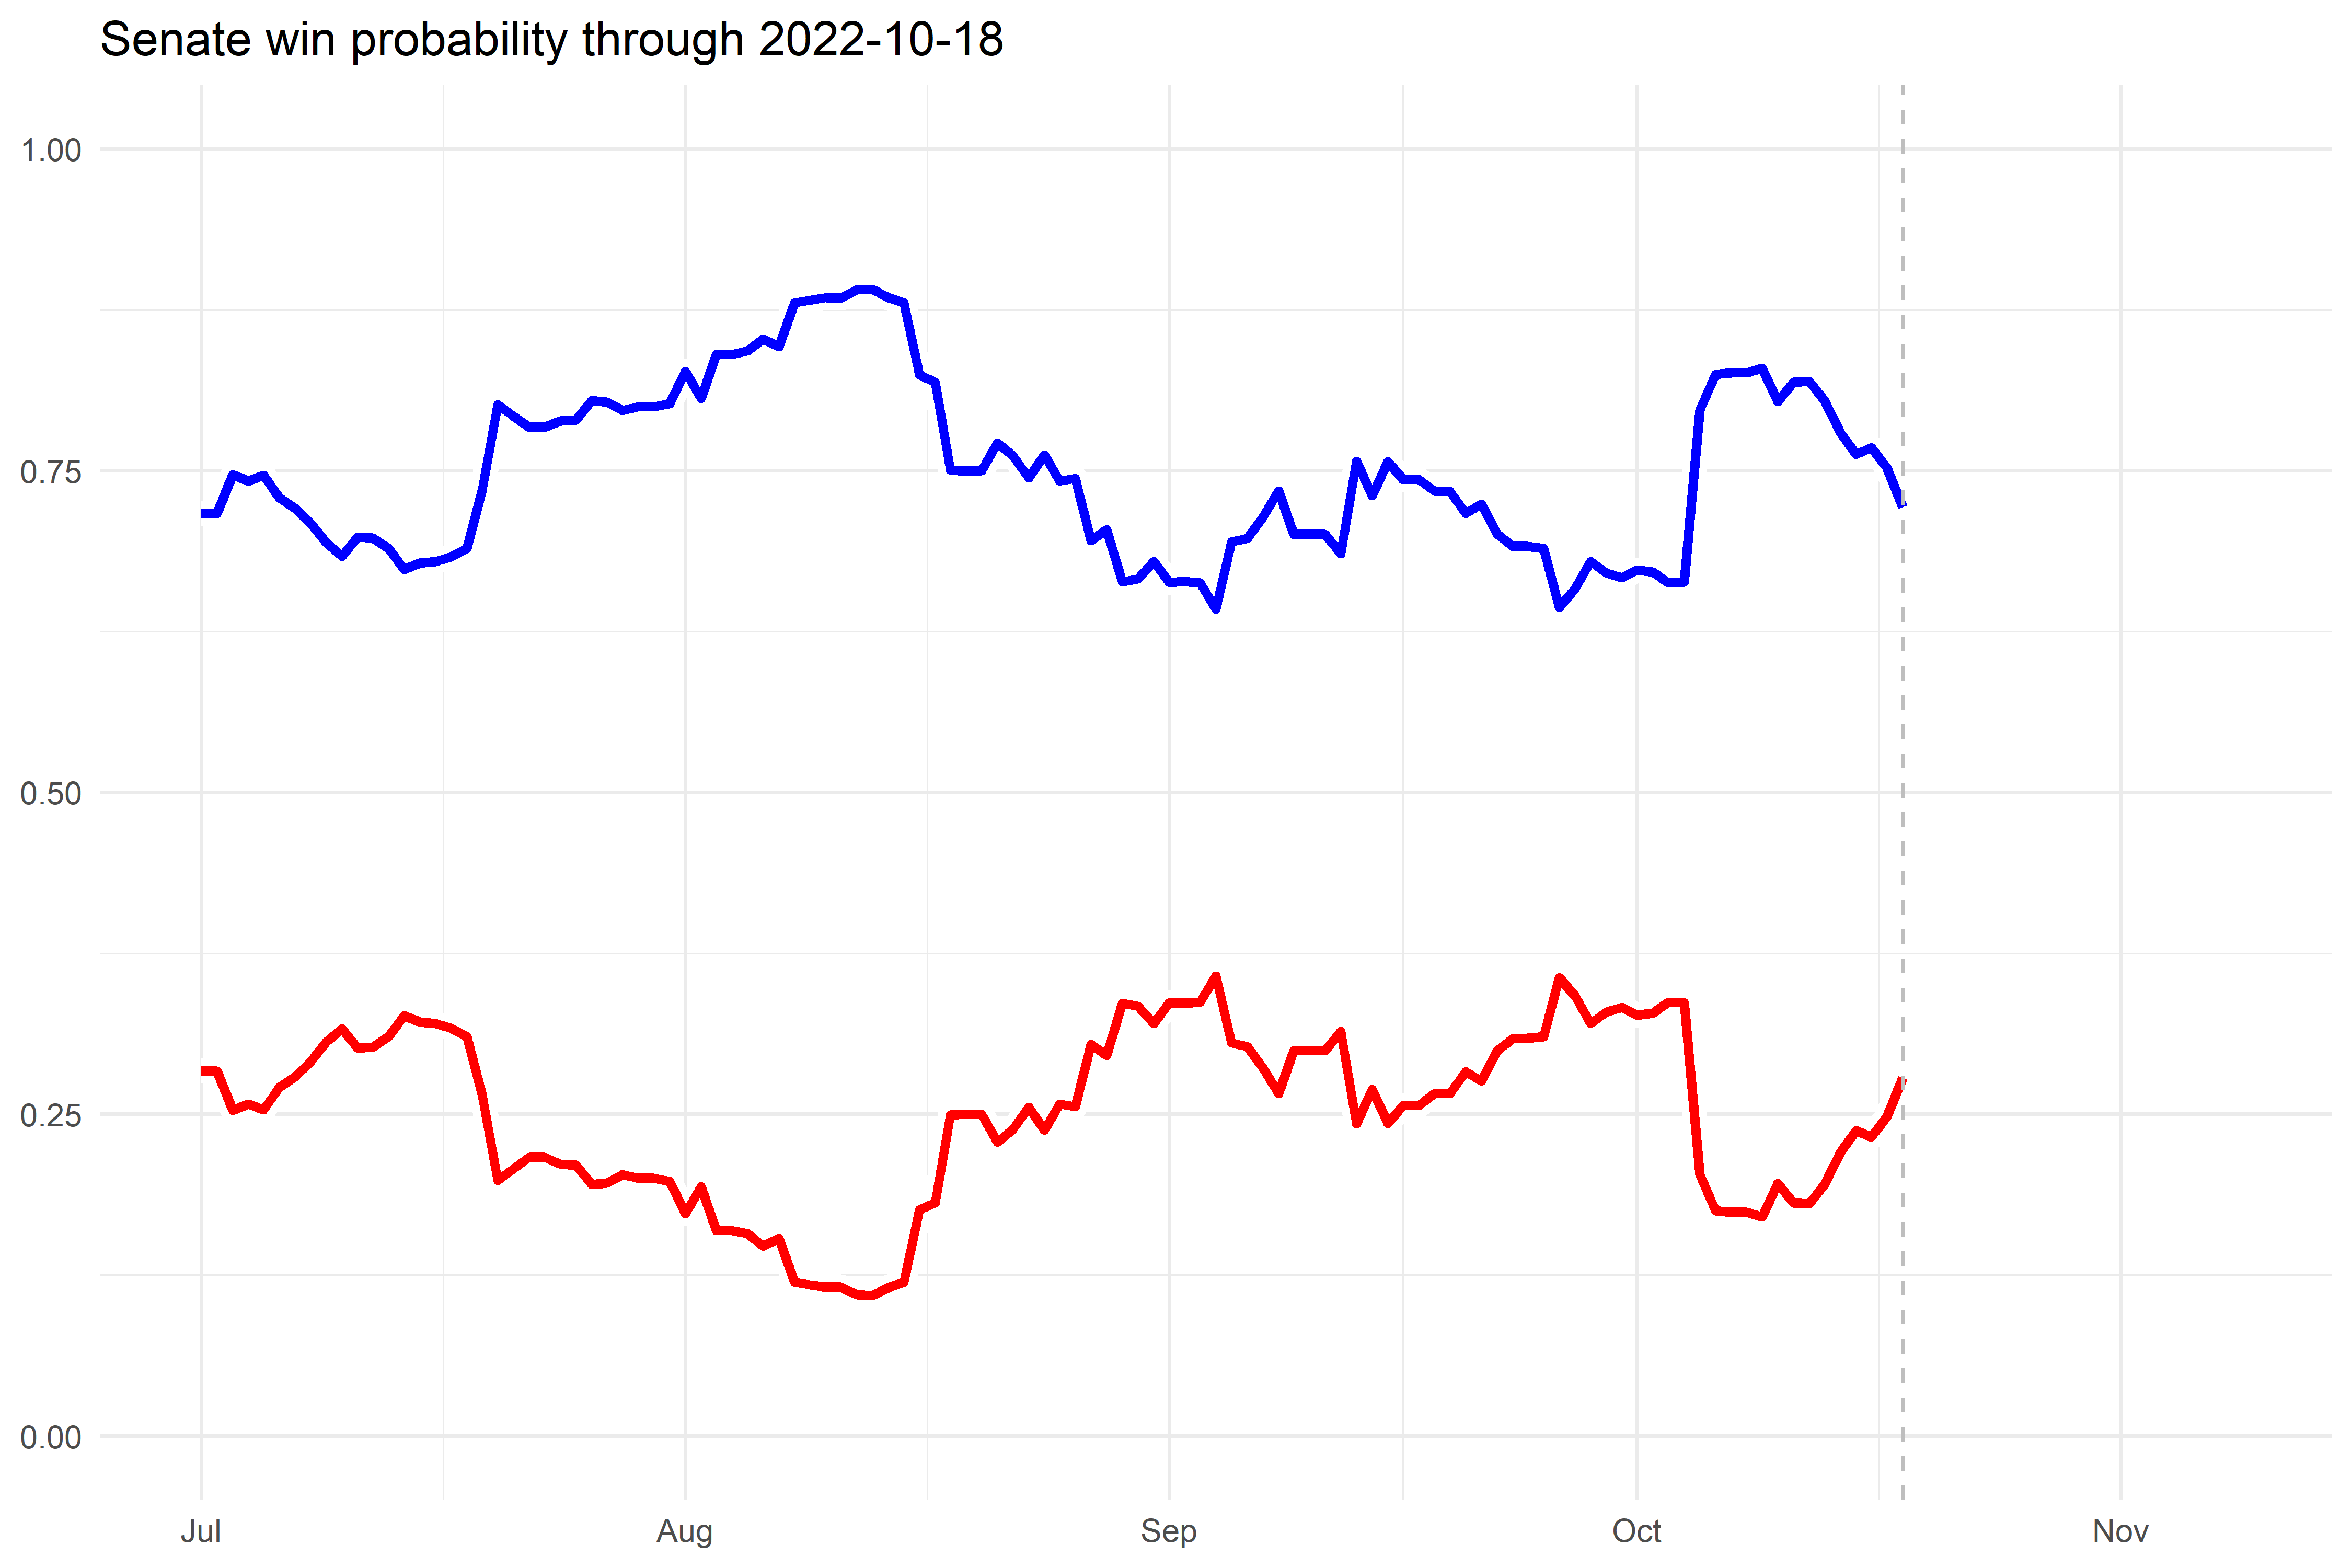 Senate win probability through 2022-10-18
1.00
0.75
0.50
0.25
0.00
Jul Aug Sep Oct Nov